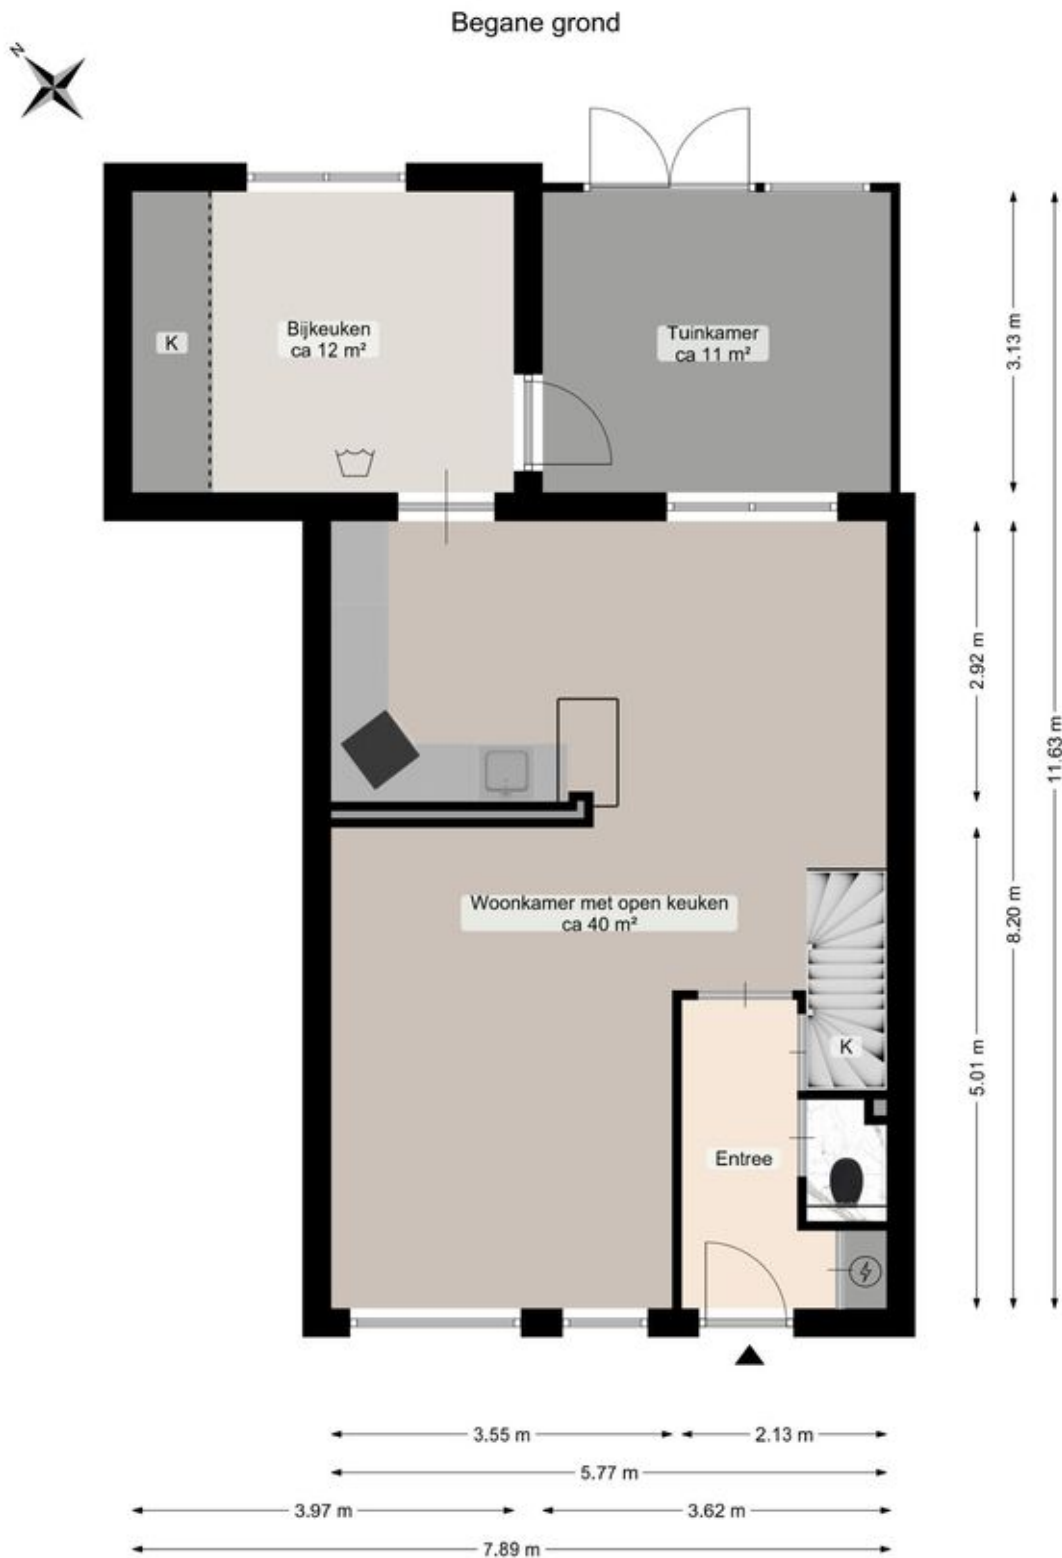 Begane grond
N
Bijkeuken
ca 12 m²
K
Tuinkamer
ca 11 m²
3.13 m
2.92 m
11.63 m
Woonkamer met open keuken
ca 40 m²
8.20 m
K
5.01 m
Entree
3.55 m
2.13 m
5.77 m
3.97 m
3.62 m
7.89 m